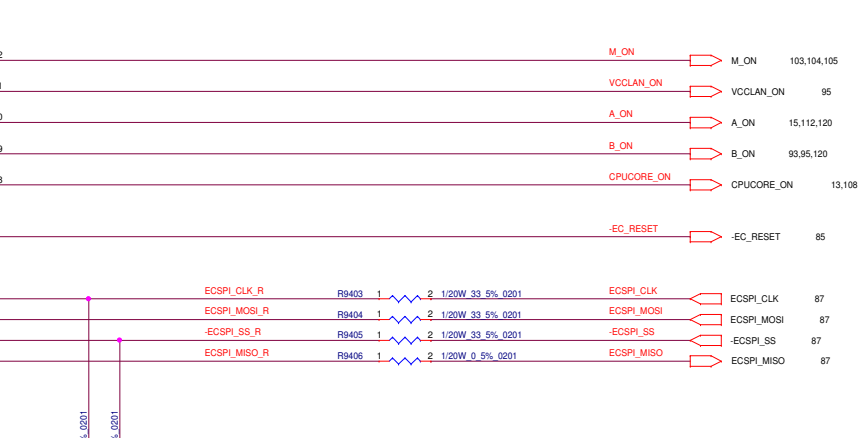 M_ON
M_ON 103,104,105
VCCLAN_ON
VCCLAN_ON 95
A_ON
A_ON 15,112,120
B_ON
B_ON 93,95,120
CPUCORE_ON
CPUCORE_ON 13,108
-EC_RESET
-EC_RESET 85
ECSPI_CLK_R R9403 1 2 1/20W_33_5%_0201 ECSPI_CLK
ECSPI_CLK 87
ECSPI_MOSI_R R9404 1 2 1/20W_33_5%_0201 ECSPI_MOSI
ECSPI_MOSI 87
-ECSPI_SS_R R9405 1 2 1/20W_33_5%_0201 -ECSPI_SS
-ECSPI_SS 87
ECSPI_MISO_R R9406 1 2 1/20W_0_5%_0201 ECSPI_MISO
ECSPI_MISO 87
%_0201
%_0201